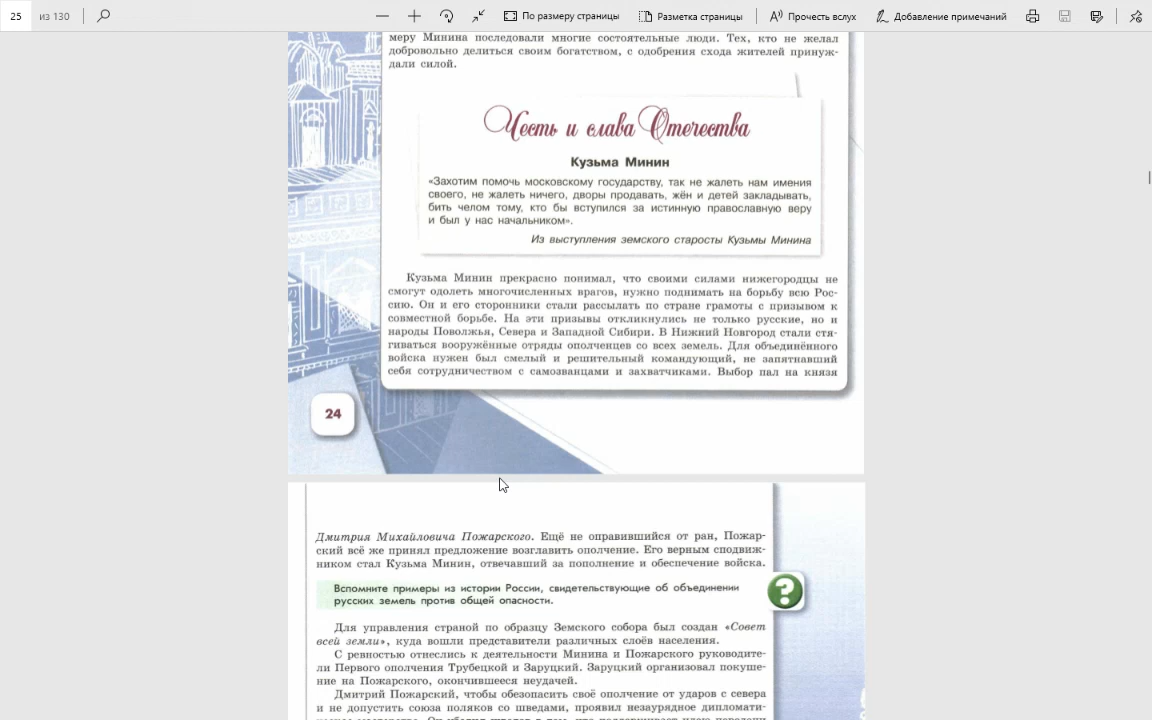 25 из 130 По размеру страницы Разметка страницы Прочесть вслух Добавление примечаний
меру Минина последовали многие состоятельные люди. Тех, кто не желал
добровольно делиться своим богатством, с одобрения схода жителей принуж-
дали силой.
Честь и слава Отечества
Кузьма Минин
«Захотим помочь московскому государству, так не жалеть нам имения
своего, не жалеть ничего, дворы продавать, жён и детей закладывать,
бить челом тому, кто бы вступился за истинную православную веру
и был у нас начальником».
Из выступления земского старосты Кузьмы Минина
Кузьма Минин прекрасно понимал, что своими силами нижегородцы не
смогут одолеть многочисленных врагов, нужно поднимать на борьбу всю Рос-
сию. Он и его сторонники стали рассылать по стране грамоты с призывом к
совместной борьбе. На эти призывы откликнулись не только русские, но и
народы Поволжья, Севера и Западной Сибири. В Нижний Новгород стали стя-
гиваться вооружённые отряды ополченцев со всех земель. Для объединённого
войска нужен был смелый и решительный командующий, не запятнавший
себя сотрудничеством с самозванцами и захватчиками. Выбор пал на князя
24
Дмитрия Михайловича Пожарского. Ещё не оправившийся от ран, Пожар-
ский всё же принял предложение возглавить ополчение. Его верным сподвиж-
ником стал Кузьма Минин, отвечавший за пополнение и обеспечение войска.
Вспомните примеры из истории России, свидетельствующие об объединении
русских земель против общей опасности.
?
Для управления страной по образцу Земского собора был создан «Совет
всей земли», куда вошли представители различных слоёв населения.
С ревностью отнеслись к деятельности Минина и Пожарского руководите-
ли Первого ополчения Трубецкой и Заруцкий. Заруцкий организовал покуше-
ние на Пожарского, окончившееся неудачей.
Дмитрий Пожарский, чтобы обезопасить своё ополчение от ударов с севера
и не допустить союза поляков со шведами, проявил незаурядное дипломати-